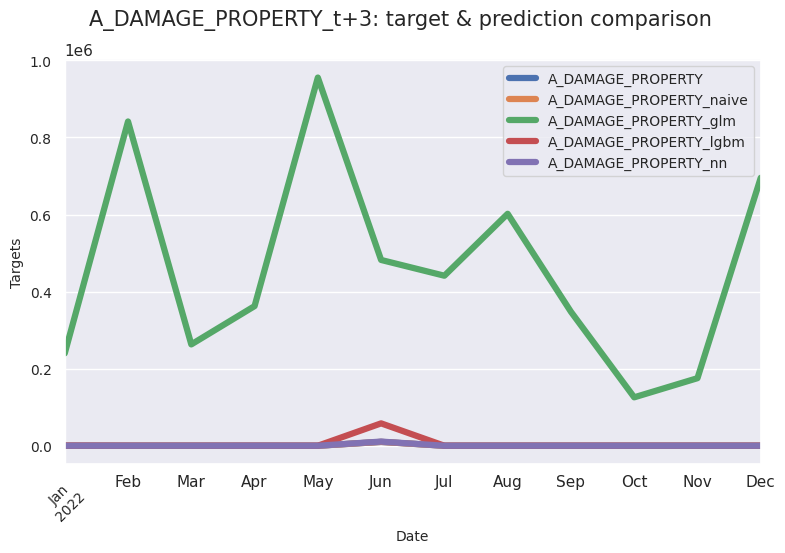 A_DAMAGE_PROPERTY_t+3: target & prediction comparison
1e6
1.0
0.8
0.6
0.4
0.2
0.0
Targets
A_DAMAGE_PROPERTY
A_DAMAGE_PROPERTY_naive
A_DAMAGE_PROPERTY_glm
A_DAMAGE_PROPERTY_lgbm
A_DAMAGE_PROPERTY_nn
Jan
2022
Feb
Mar
Apr
May
Jun
Jul
Aug
Sep
Oct
Nov
Dec
Date